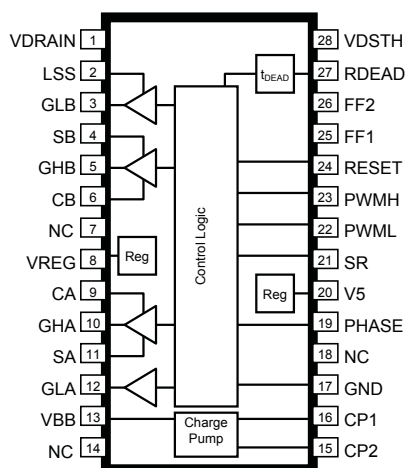 VDRAIN 1
LSS 2
GLB 3
SB 4
GHB 5
CB 6
NC 7
VREG 8
CA 9
GHA 10
SA 11
GLA 12
VBB 13
NC 14
tDEAD
Control Logic
Reg
Reg
Charge
Pump
28 VDSTH
27 RDEAD
26 FF2
25 FF1
24 RESET
23 PWMH
22 PWML
21 SR
20 V5
19 PHASE
18 NC
17 GND
16 CP1
15 CP2